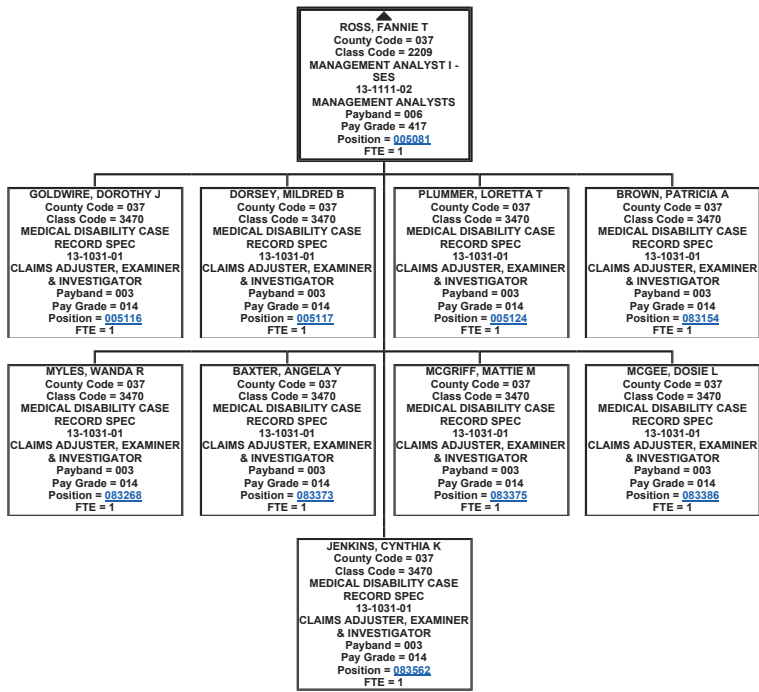 ROSS, FANNIE T
County Code = 037
Class Code = 2209
MANAGEMENT ANALYST I -
SES
13-1111-02
MANAGEMENT ANALYSTS
Payband = 006
Pay Grade = 417
Position = 005081
FTE = 1
GOLDWIRE, DOROTHY J
County Code = 037
Class Code = 3470
MEDICAL DISABILITY CASE
RECORD SPEC
13-1031-01
CLAIMS ADJUSTER, EXAMINER
& INVESTIGATOR
Payband = 003
Pay Grade = 014
Position = 005116
FTE = 1
DORSEY, MILDRED B
County Code = 037
Class Code = 3470
MEDICAL DISABILITY CASE
RECORD SPEC
13-1031-01
CLAIMS ADJUSTER, EXAMINER
& INVESTIGATOR
Payband = 003
Pay Grade = 014
Position = 005117
FTE = 1
PLUMMER, LORETTA T
County Code = 037
Class Code = 3470
MEDICAL DISABILITY CASE
RECORD SPEC
13-1031-01
CLAIMS ADJUSTER, EXAMINER
& INVESTIGATOR
Payband = 003
Pay Grade = 014
Position = 005124
FTE = 1
BROWN, PATRICIA A
County Code = 037
Class Code = 3470
MEDICAL DISABILITY CASE
RECORD SPEC
13-1031-01
CLAIMS ADJUSTER, EXAMINER
& INVESTIGATOR
Payband = 003
Pay Grade = 014
Position = 083154
FTE = 1
MYLES, WANDA R
County Code = 037
Class Code = 3470
MEDICAL DISABILITY CASE
RECORD SPEC
13-1031-01
CLAIMS ADJUSTER, EXAMINER
& INVESTIGATOR
Payband = 003
Pay Grade = 014
Position = 083268
FTE = 1
BAXTER, ANGELA Y
County Code = 037
Class Code = 3470
MEDICAL DISABILITY CASE
RECORD SPEC
13-1031-01
CLAIMS ADJUSTER, EXAMINER
& INVESTIGATOR
Payband = 003
Pay Grade = 014
Position = 083373
FTE = 1
MCGRIFF, MATTIE M
County Code = 037
Class Code = 3470
MEDICAL DISABILITY CASE
RECORD SPEC
13-1031-01
CLAIMS ADJUSTER, EXAMINER
& INVESTIGATOR
Payband = 003
Pay Grade = 014
Position = 083375
FTE = 1
MCGEE, DOSIE L
County Code = 037
Class Code = 3470
MEDICAL DISABILITY CASE
RECORD SPEC
13-1031-01
CLAIMS ADJUSTER, EXAMINER
& INVESTIGATOR
Payband = 003
Pay Grade = 014
Position = 083386
FTE = 1
JENKINS, CYNTHIA K
County Code = 037
Class Code = 3470
MEDICAL DISABILITY CASE
RECORD SPEC
13-1031-01
CLAIMS ADJUSTER, EXAMINER
& INVESTIGATOR
Payband = 003
Pay Grade = 014
Position = 083562
FTE = 1